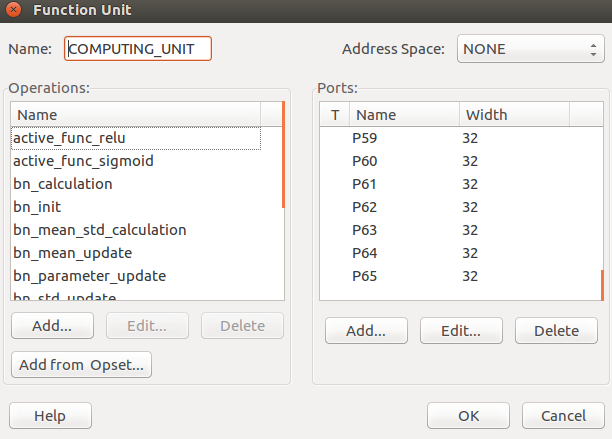 Function Unit
Name: COMPUTING_UNIT Address Space: NONE
Operations:
Name
active_func_relu
active_func_sigmoid
bn_calculation
bn_init
bn_mean_std_calculation
bn_mean_update
bn_parameter_update
bn_std_update
Add... Edit... Delete
Add from Opset...
Ports:
T Name Width
P59 32
P60 32
P61 32
P62 32
P63 32
P64 32
P65 32
Add... Edit... Delete
Help OK Cancel